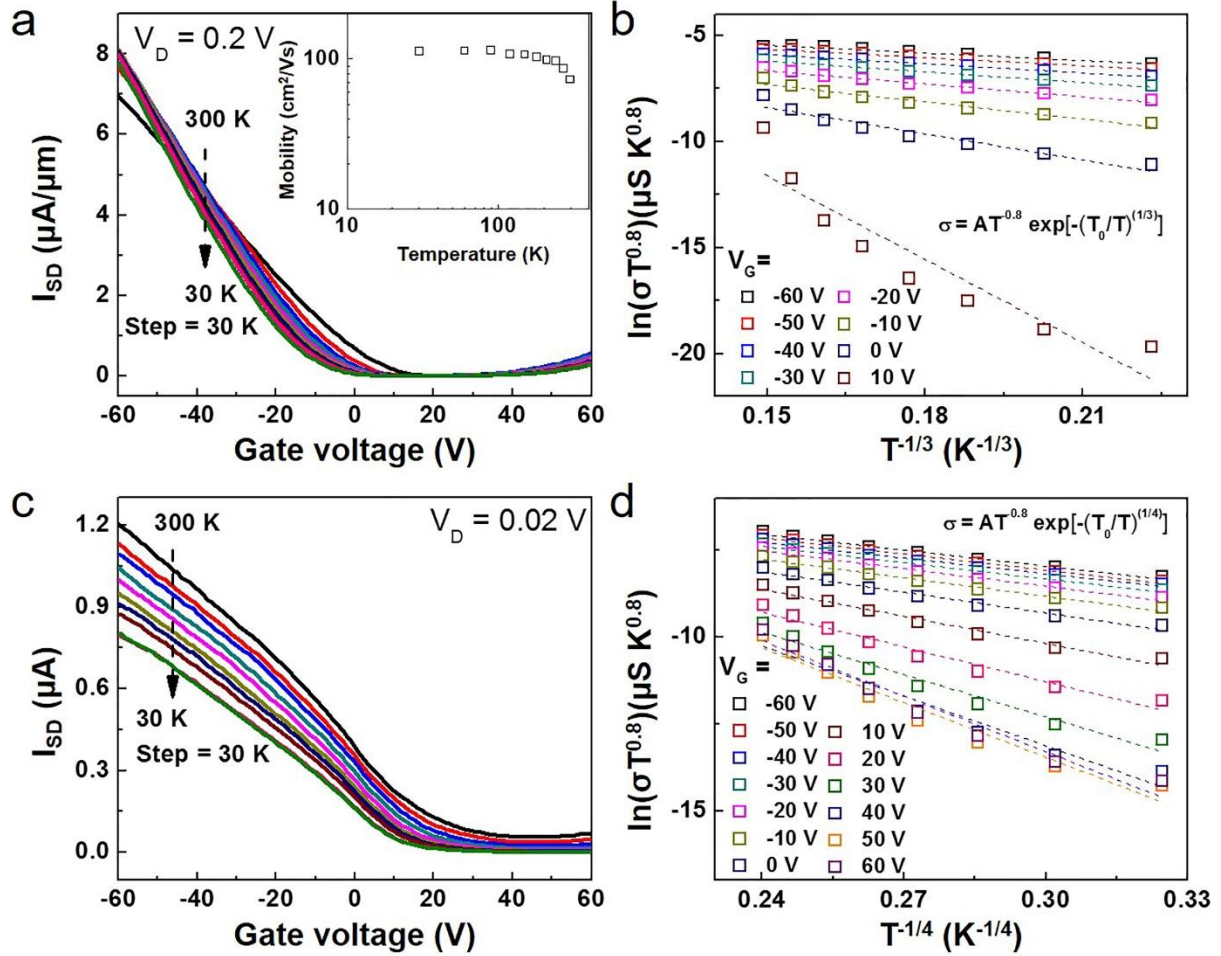 a
V_D = 0.2 V
8
6
4
2
0
I_SD (µA/µm)
300 K
30 K
Step = 30 K
-60 -40 -20 0 20 40 60
Gate voltage (V)
100
10
Mobility (cm²/Vs)
10 100
Temperature (K)
b
-5
-10
-15
-20
ln(σT^0.8)(µS K^0.8)
σ = AT^-0.8 exp[-(T_0/T)^(1/3)]
V_G =
-60 V -20 V
-50 V -10 V
-40 V 0 V
-30 V 10 V
0.15 0.18 0.21
T^-1/3 (K^-1/3)
c
V_D = 0.02 V
1.2
0.9
0.6
0.3
0.0
I_SD (µA)
300 K
30 K
Step = 30 K
-60 -40 -20 0 20 40 60
Gate voltage (V)
d
σ = AT^-0.8 exp[-(T_0/T)^(1/4)]
-10
-15
ln(σT^0.8)(µS K^0.8)
V_G =
-60 V
-50 V 10 V
-40 V 20 V
-30 V 30 V
-20 V 40 V
-10 V 50 V
0 V 60 V
0.24 0.27 0.30 0.33
T^-1/4 (K^-1/4)